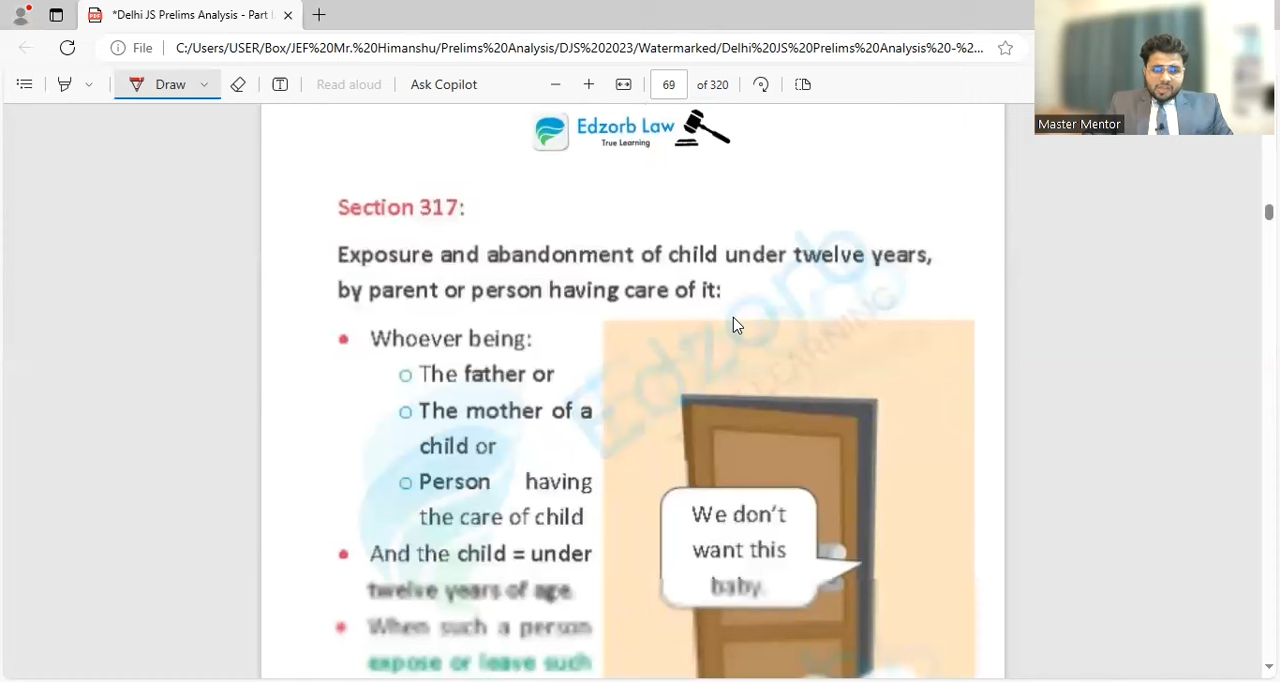 *Delhi JS Prelims Analysis - Part I
File
C:/Users/USER/Box/JEF%20Mr.%20Himanshu/Prelims%20Analysis/DJS%202023/Watermarked/Delhi%20JS%20Prelims%20Analysis%20-%2...
Draw
Read aloud
Ask Copilot
69 of 320
Master Mentor
Edzorb Law
True Learning
Section 317:
Exposure and abandonment of child under twelve years,
by parent or person having care of it:
Whoever being:
The father or
The mother of a
child or
Person having
the care of child
And the child = under
twelve years of age.
When such a person
expose or leave such
We don't
want this
baby.
Edzorb
LEARNING